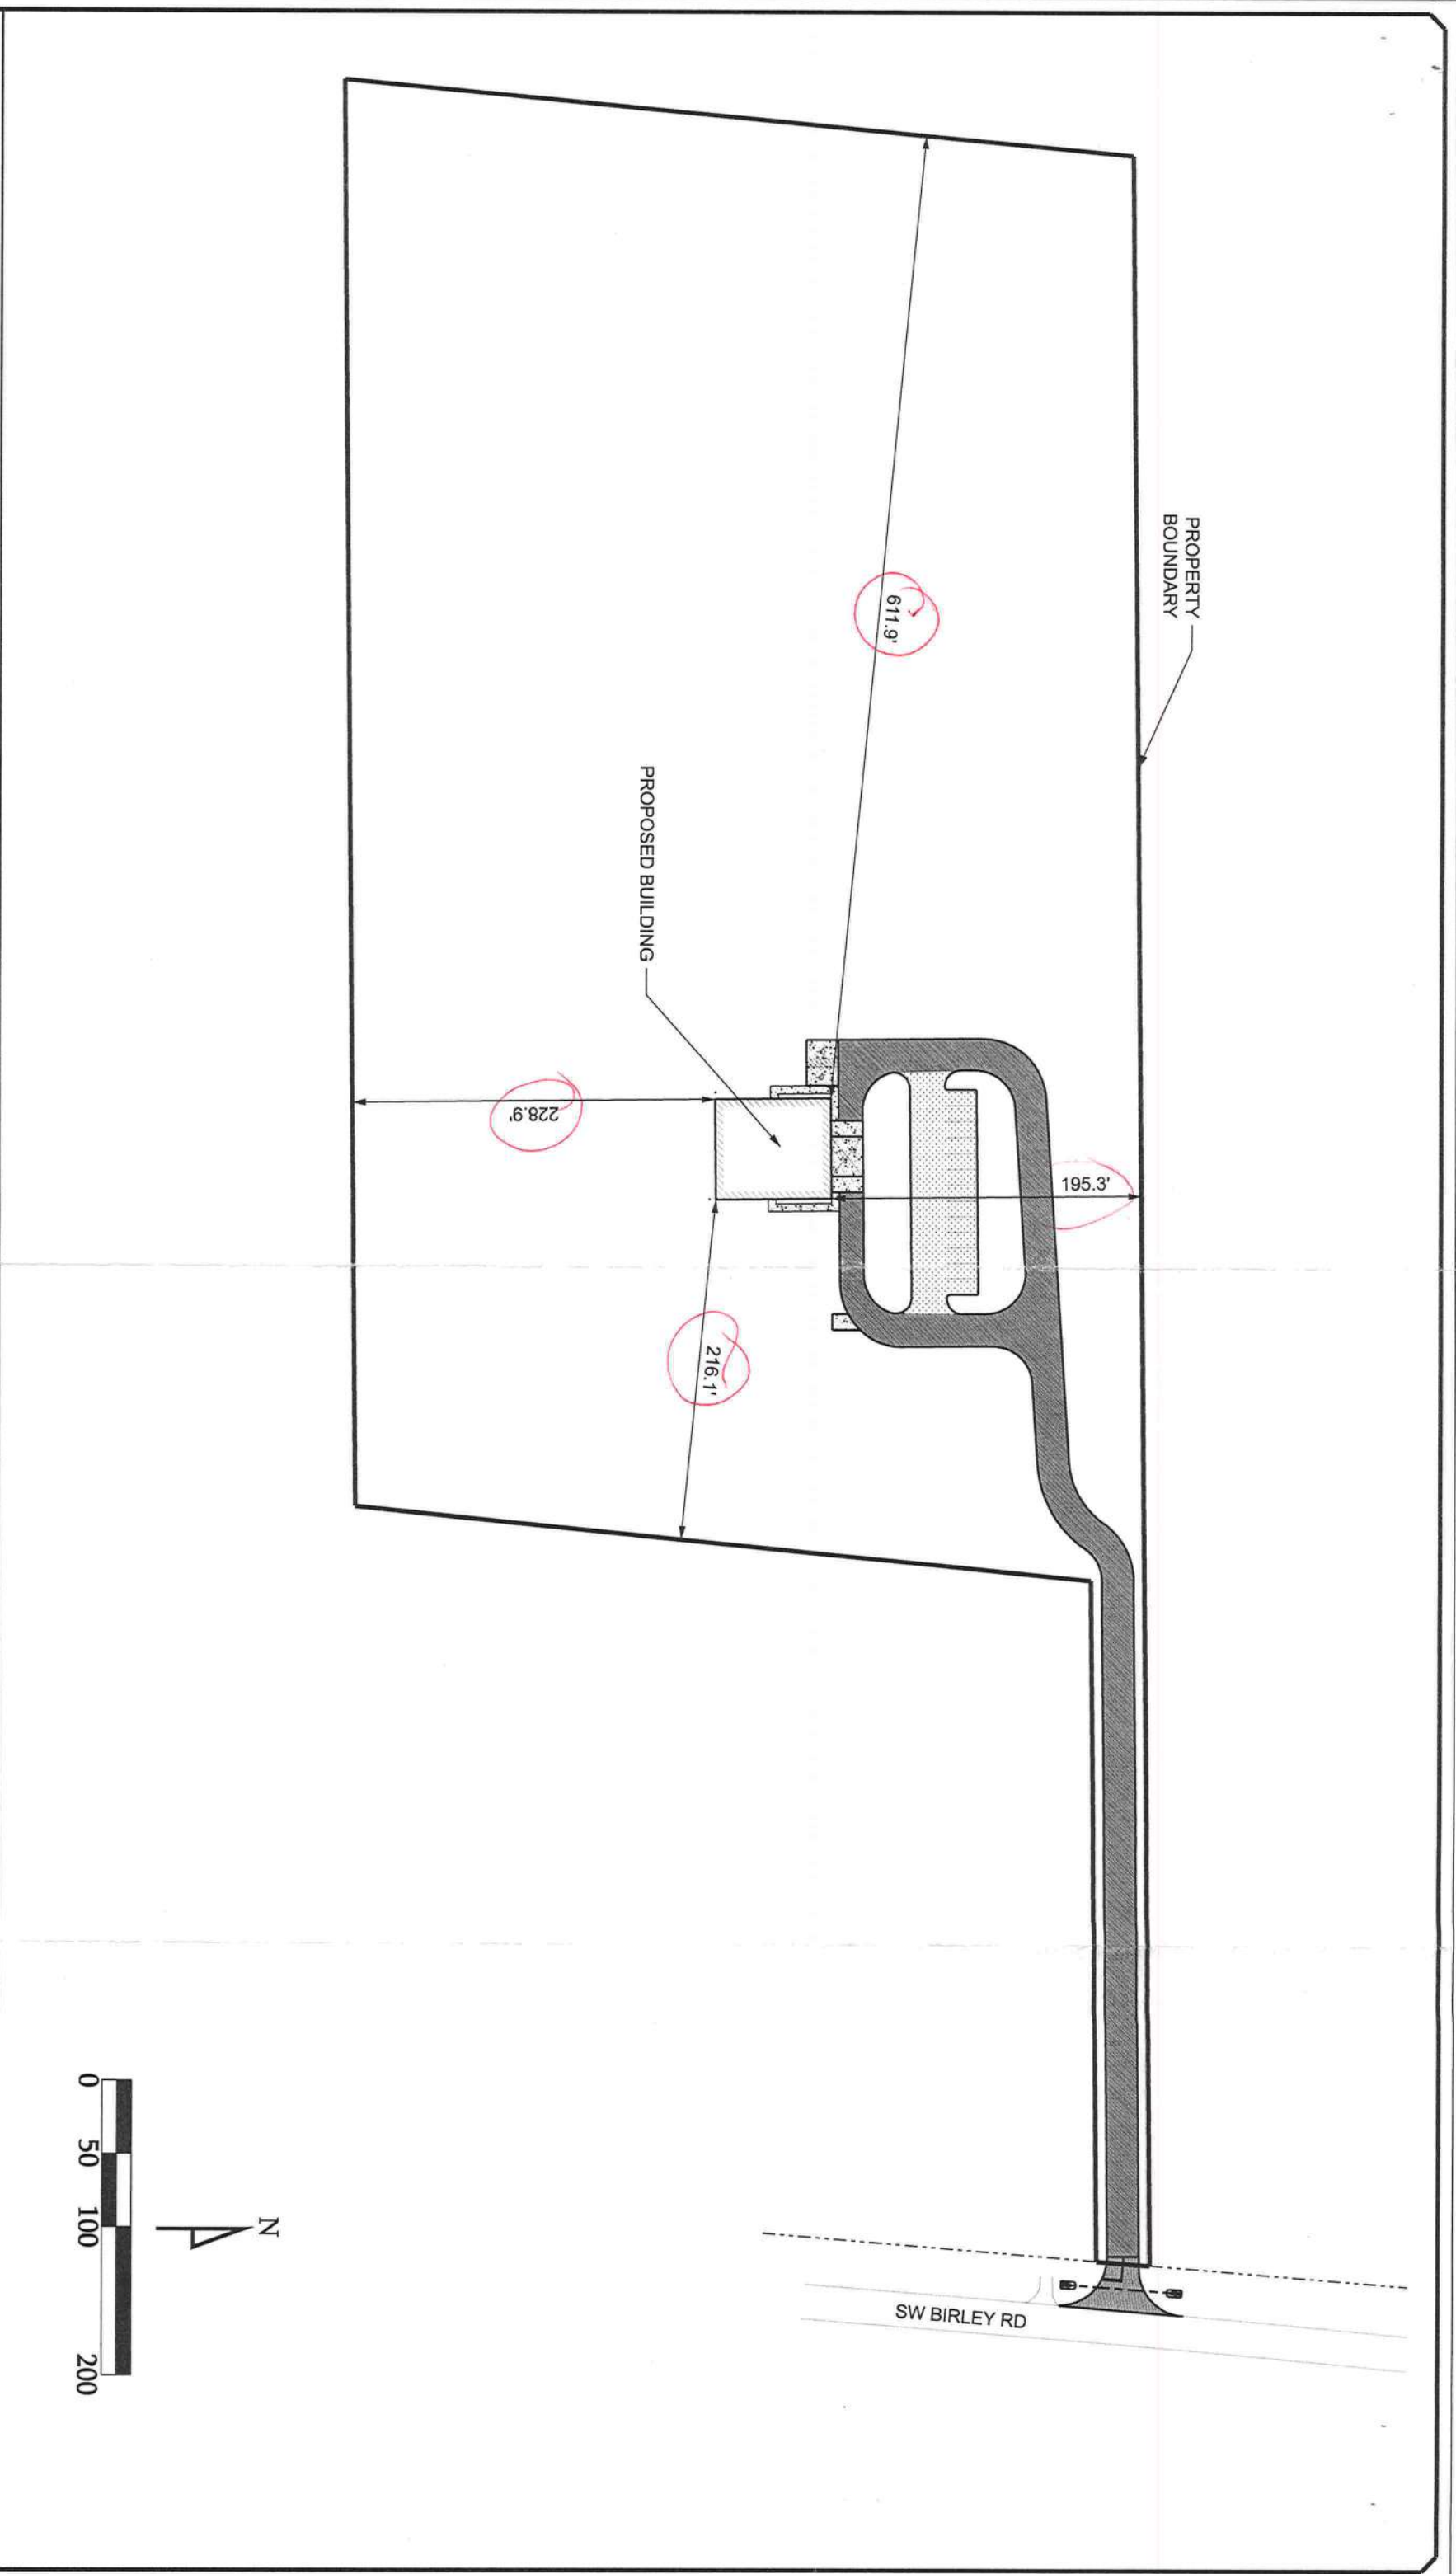 PROPERTY
BOUNDARY
611.9'
PROPOSED BUILDING
228.9'
195.3'
216.1'
SW BIRLEY RD
N
0 50 100 200